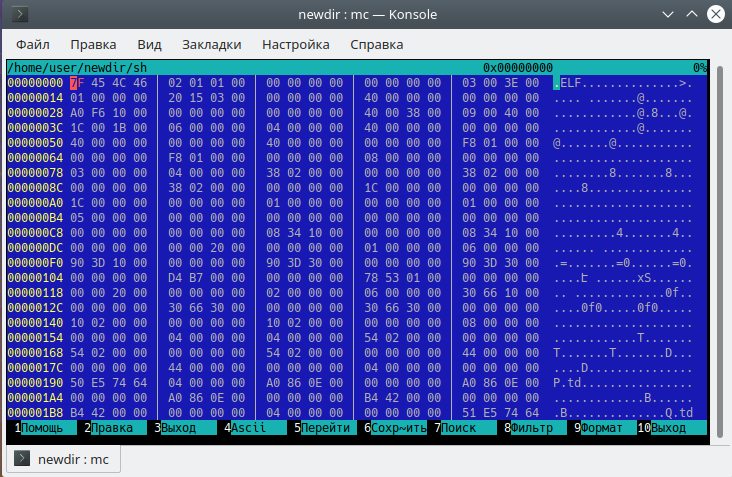 newdir : mc — Konsole
Файл Правка Вид Закладки Настройка Справка
/home/user/newdir/sh 0x00000000 0%
00000000 7F 45 4C 46 02 01 01 00 00 00 00 00 00 00 00 00 03 00 3E 00 .ELF..............>.
00000014 01 00 00 00 20 15 03 00 00 00 00 00 40 00 00 00 00 00 00 00 .... .......@.......
00000028 A0 F6 10 00 00 00 00 00 00 00 00 00 40 00 38 00 09 00 40 00 ............@.8...@.
0000003C 1C 00 1B 00 06 00 00 00 04 00 00 00 40 00 00 00 00 00 00 00 ............@.......
00000050 40 00 00 00 00 00 00 00 40 00 00 00 00 00 00 00 F8 01 00 00 @.......@...........
00000064 00 00 00 00 F8 01 00 00 00 00 00 00 08 00 00 00 00 00 00 00 ....................
00000078 03 00 00 00 04 00 00 00 38 02 00 00 00 00 00 00 38 02 00 00 ........8.......8...
0000008C 00 00 00 00 38 02 00 00 00 00 00 00 1C 00 00 00 00 00 00 00 ....8...............
000000A0 1C 00 00 00 00 00 00 00 01 00 00 00 00 00 00 00 01 00 00 00 ....................
000000B4 05 00 00 00 00 00 00 00 00 00 00 00 00 00 00 00 00 00 00 00 ....................
000000C8 00 00 00 00 00 00 00 00 08 34 10 00 00 00 00 00 08 34 10 00 .........4.......4..
000000DC 00 00 00 00 00 00 20 00 00 00 00 00 01 00 00 00 06 00 00 00 ...... .............
000000F0 90 3D 10 00 00 00 00 00 90 3D 30 00 00 00 00 00 90 3D 30 00 .=.......=0......=0.
00000104 00 00 00 00 D4 B7 00 00 00 00 00 00 78 53 01 00 00 00 00 00 ....Է......xS......
00000118 00 00 20 00 00 00 00 00 02 00 00 00 06 00 00 00 30 66 10 00 .. .............0f..
0000012C 00 00 00 00 30 66 30 00 00 00 00 00 30 66 30 00 00 00 00 00 ....0f0.....0f0.....
00000140 10 02 00 00 00 00 00 00 10 02 00 00 00 00 00 00 08 00 00 00 ....................
00000154 00 00 00 00 04 00 00 00 04 00 00 00 54 02 00 00 00 00 00 00 ............T.......
00000168 54 02 00 00 00 00 00 00 54 02 00 00 00 00 00 00 44 00 00 00 T.......T.......D...
0000017C 00 00 00 00 44 00 00 00 00 00 00 00 04 00 00 00 00 00 00 00 ....D...............
00000190 50 E5 74 64 04 00 00 00 A0 86 0E 00 00 00 00 00 A0 86 0E 00 P.td................
000001A4 00 00 00 00 A0 86 0E 00 00 00 00 00 B4 42 00 00 00 00 00 00 .............B......
000001B8 B4 42 00 00 00 00 00 00 04 00 00 00 00 00 00 00 51 E5 74 64 .B..............Q.td
1Помощь 2Правка 3Выход 4Ascii 5Перейти 6Сохр~ить 7Поиск 8Фильтр 9Формат 10Выход
newdir : mc